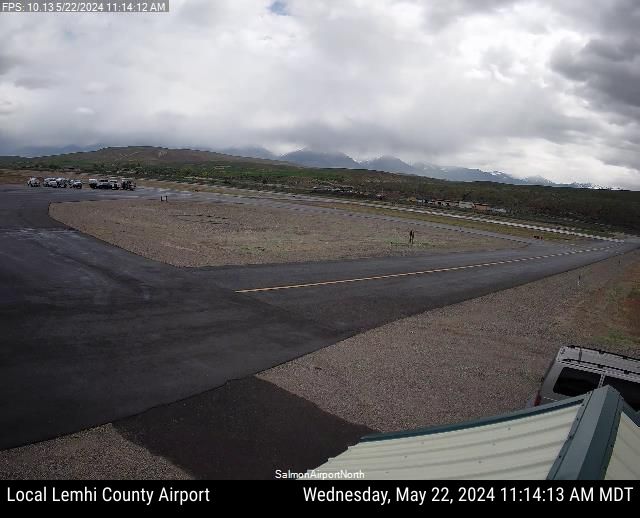 FPS: 10.13 5/22/2024 11:14:12 AM
SalmonAirportNorth
Local Lemhi County Airport Wednesday, May 22, 2024 11:14:13 AM MDT